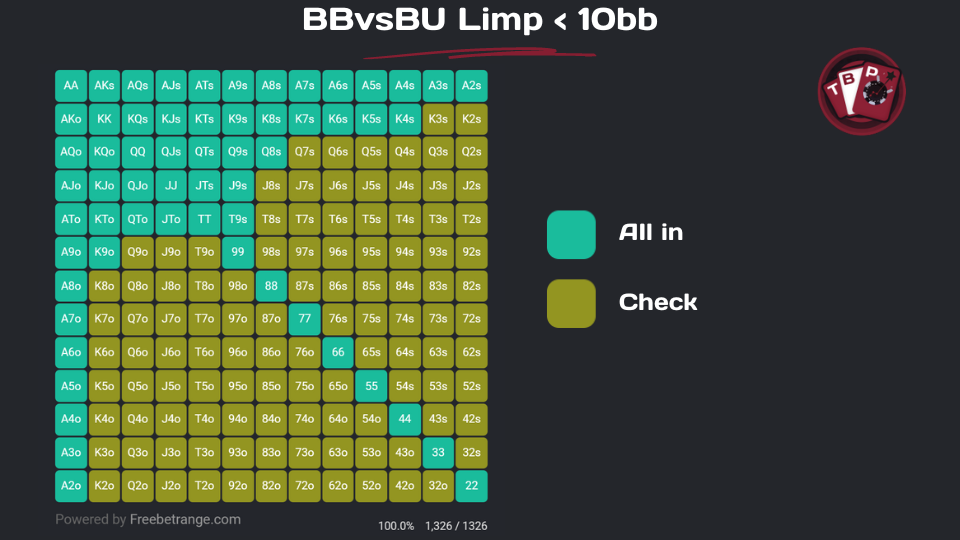 BBvsBU Limp < 10bb
T B P
AA AKs AQs AJs ATs A9s A8s A7s A6s A5s A4s A3s A2s
AKo KK KQs KJs KTs K9s K8s K7s K6s K5s K4s K3s K2s
AQo KQo QQ QJs QTs Q9s Q8s Q7s Q6s Q5s Q4s Q3s Q2s
AJo KJo QJo JJ JTs J9s J8s J7s J6s J5s J4s J3s J2s
ATo KTo QTo JTo TT T9s T8s T7s T6s T5s T4s T3s T2s
A9o K9o Q9o J9o T9o 99 98s 97s 96s 95s 94s 93s 92s
A8o K8o Q8o J8o T8o 98o 88 87s 86s 85s 84s 83s 82s
A7o K7o Q7o J7o T7o 97o 87o 77 76s 75s 74s 73s 72s
A6o K6o Q6o J6o T6o 96o 86o 76o 66 65s 64s 63s 62s
A5o K5o Q5o J5o T5o 95o 85o 75o 65o 55 54s 53s 52s
A4o K4o Q4o J4o T4o 94o 84o 74o 64o 54o 44 43s 42s
A3o K3o Q3o J3o T3o 93o 83o 73o 63o 53o 43o 33 32s
A2o K2o Q2o J2o T2o 92o 82o 72o 62o 52o 42o 32o 22
All in
Check
Powered by Freebetrange.com
100.0% 1,326 / 1326